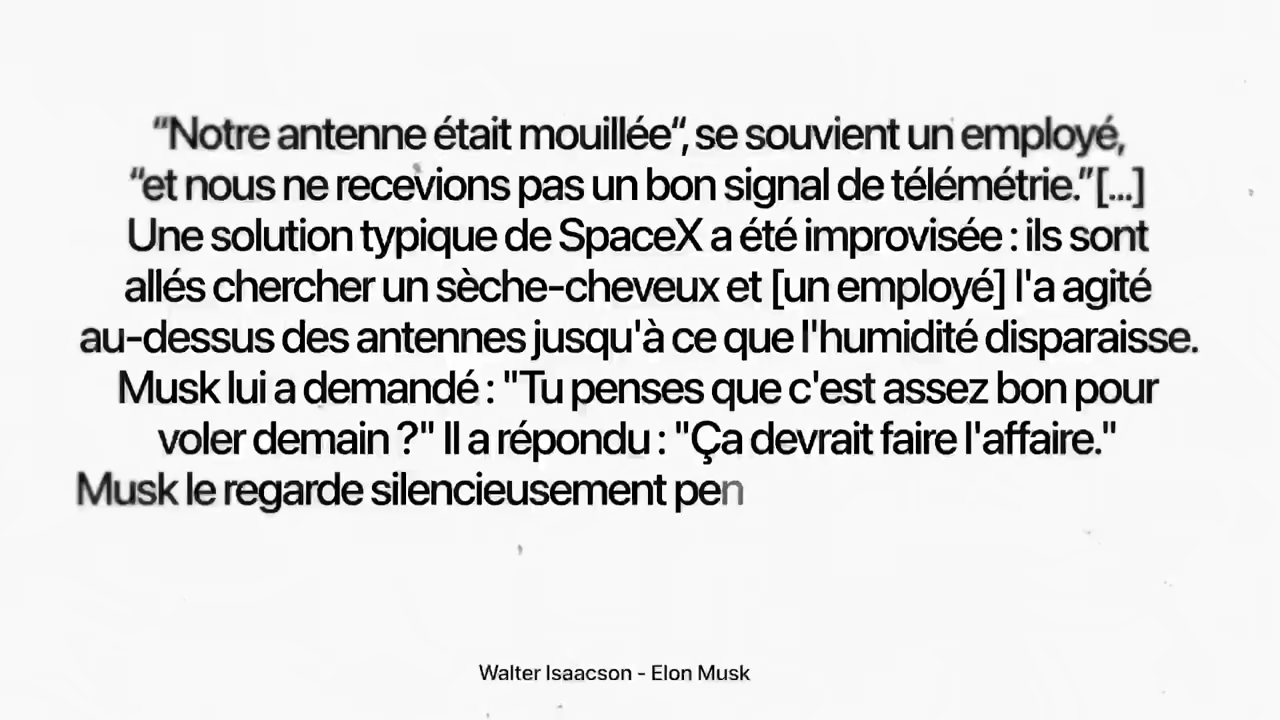 “Notre antenne était mouillée“, se souvient un employé,
“et nous ne recevions pas un bon signal de télémétrie.”[...]
Une solution typique de SpaceX a été improvisée : ils sont
allés chercher un sèche-cheveux et [un employé] l'a agité
au-dessus des antennes jusqu'à ce que l'humidité disparaisse.
Musk lui a demandé : "Tu penses que c'est assez bon pour
voler demain ?" Il a répondu : "Ça devrait faire l'affaire."
Musk le regarde silencieusement pen
Walter Isaacson - Elon Musk